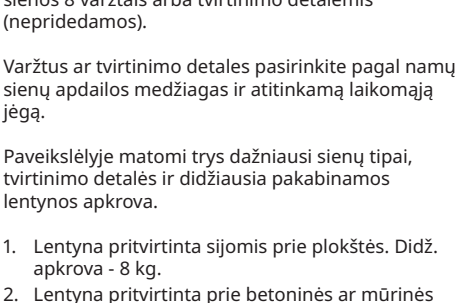 sienos 8 varžtais arba tvirtinimo detalėmis
(nepridedamos).
Varžtus ar tvirtinimo detales pasirinkite pagal namų
sienų apdailos medžiagas ir atitinkamą laikomąją
jėgą.
Paveikslėlyje matomi trys dažniausi sienų tipai,
tvirtinimo detalės ir didžiausia pakabinamos
lentynos apkrova.
1. Lentyna pritvirtinta sijomis prie plokštės. Didž.
apkrova - 8 kg.
2. Lentyna pritvirtinta prie betoninės ar mūrinės